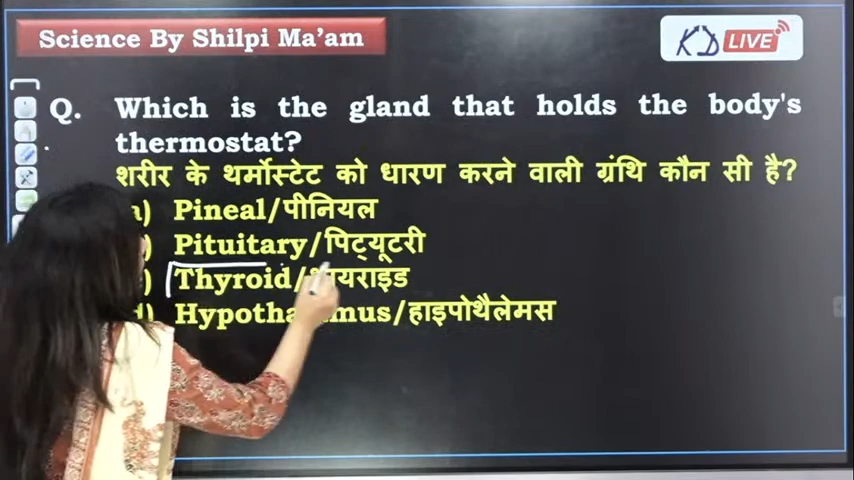 Science By Shilpi Ma'am
KD LIVE
Q. Which is the gland that holds the body's
thermostat?
शरीर के थर्मोस्टेट को धारण करने वाली ग्रंथि कौन सी है?
) Pineal/पीनियल
) Pituitary/पिट्यूटरी
) Thyroid/
d) /हाइपोथैलेमस